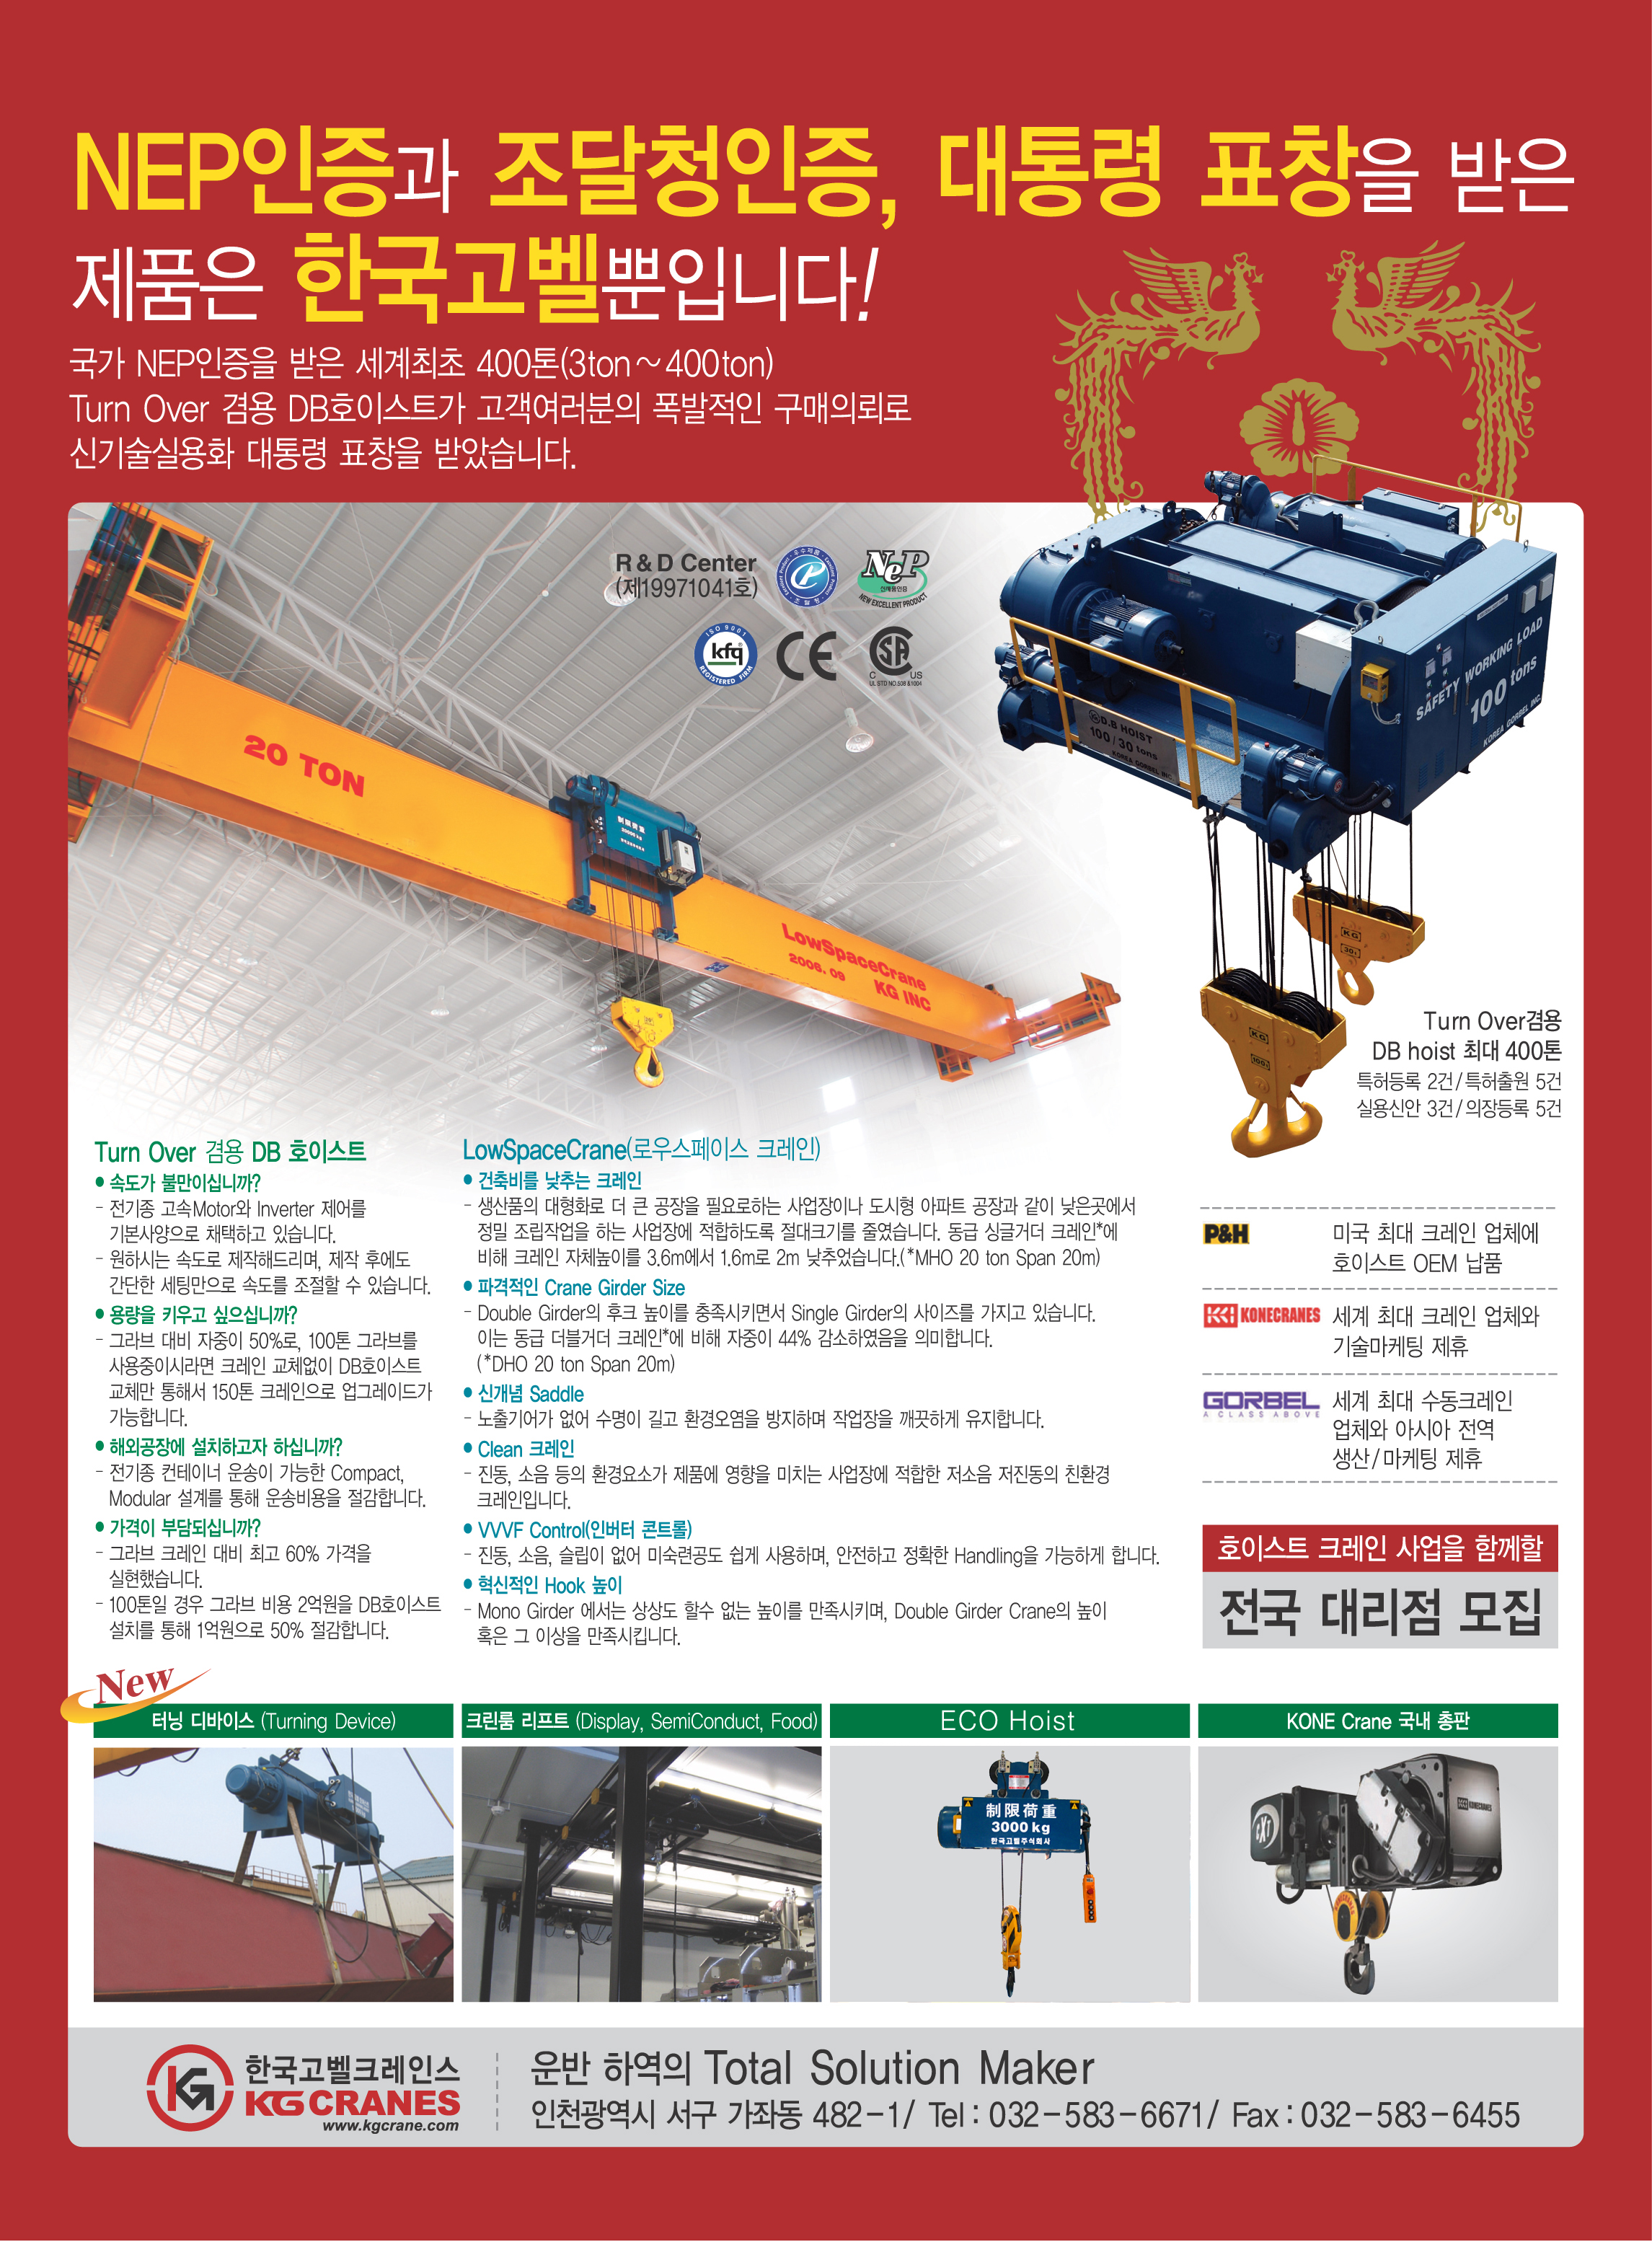 NEP인증과 조달청인증, 대통령 표창을 받은
제품은 한국고벨뿐입니다!
국가 NEP인증을 받은 세계최초 400톤(3ton~400ton)
Turn Over 겸용 DB호이스트가 고객여러분의 폭발적인 구매의뢰로
신기술실용화 대통령 표창을 받았습니다.
R & D Center
(제19971041호)
NeP
신제품인증
NEW EXCELLENT PRODUCT
ISO 9001
kfq
REGISTERED FIRM
CE
C US
UL STD NO.508 &1004
20 TON
制限荷重
LowSpaceCrane
2006. 09
KG INC
D.B HOIST
100 / 30 tons
KOREA GORBEL INC.
SAFETY WORKING LOAD
100 tons
KOREA GORBEL INC.
KG
30t
KG
100t
Turn Over겸용
DB hoist 최대 400톤
특허등록 2건/특허출원 5건
실용신안 3건/의장등록 5건
Turn Over 겸용 DB 호이스트
● 속도가 불만이십니까?
- 전기종 고속Motor와 Inverter 제어를
기본사양으로 채택하고 있습니다.
- 원하시는 속도로 제작해드리며, 제작 후에도
간단한 세팅만으로 속도를 조절할 수 있습니다.
● 용량을 키우고 싶으십니까?
- 그라브 대비 자중이 50%로, 100톤 그라브를
사용중이시라면 크레인 교체없이 DB호이스트
교체만 통해서 150톤 크레인으로 업그레이드가
가능합니다.
● 해외공장에 설치하고자 하십니까?
- 전기종 컨테이너 운송이 가능한 Compact,
Modular 설계를 통해 운송비용을 절감합니다.
● 가격이 부담되십니까?
- 그라브 크레인 대비 최고 60% 가격을
실현했습니다.
- 100톤일 경우 그라브 비용 2억원을 DB호이스트
설치를 통해 1억원으로 50% 절감합니다.
LowSpaceCrane(로우스페이스 크레인)
● 건축비를 낮추는 크레인
- 생산품의 대형화로 더 큰 공장을 필요로하는 사업장이나 도시형 아파트 공장과 같이 낮은곳에서
정밀 조립작업을 하는 사업장에 적합하도록 절대크기를 줄였습니다. 동급 싱글거더 크레인*에
비해 크레인 자체높이를 3.6m에서 1.6m로 2m 낮추었습니다.(*MHO 20 ton Span 20m)
● 파격적인 Crane Girder Size
- Double Girder의 후크 높이를 충족시키면서 Single Girder의 사이즈를 가지고 있습니다.
이는 동급 더블거더 크레인*에 비해 자중이 44% 감소하였음을 의미합니다.
(*DHO 20 ton Span 20m)
● 신개념 Saddle
- 노출기어가 없어 수명이 길고 환경오염을 방지하며 작업장을 깨끗하게 유지합니다.
● Clean 크레인
- 진동, 소음 등의 환경요소가 제품에 영향을 미치는 사업장에 적합한 저소음 저진동의 친환경
크레인입니다.
● VVVF Control(인버터 콘트롤)
- 진동, 소음, 슬립이 없어 미숙련공도 쉽게 사용하며, 안전하고 정확한 Handling을 가능하게 합니다.
● 혁신적인 Hook 높이
- Mono Girder 에서는 상상도 할수 없는 높이를 만족시키며, Double Girder Crane의 높이
혹은 그 이상을 만족시킵니다.
P&H
미국 최대 크레인 업체에
호이스트 OEM 납품
KONECRANES
세계 최대 크레인 업체와
기술마케팅 제휴
GORBEL
A CLASS ABOVE
세계 최대 수동크레인
업체와 아시아 전역
생산/마케팅 제휴
호이스트 크레인 사업을 함께할
전국 대리점 모집
New
터닝 디바이스 (Turning Device)
크린룸 리프트 (Display, SemiConduct, Food)
ECO Hoist
KONE Crane 국내 총판
制限荷重
3000 kg
한국고벨주식회사
CXT
KONECRANES
한국고벨크레인스
KG CRANES
www.kgcrane.com
운반 하역의 Total Solution Maker
인천광역시 서구 가좌동 482-1/ Tel : 032-583-6671/ Fax : 032-583-6455